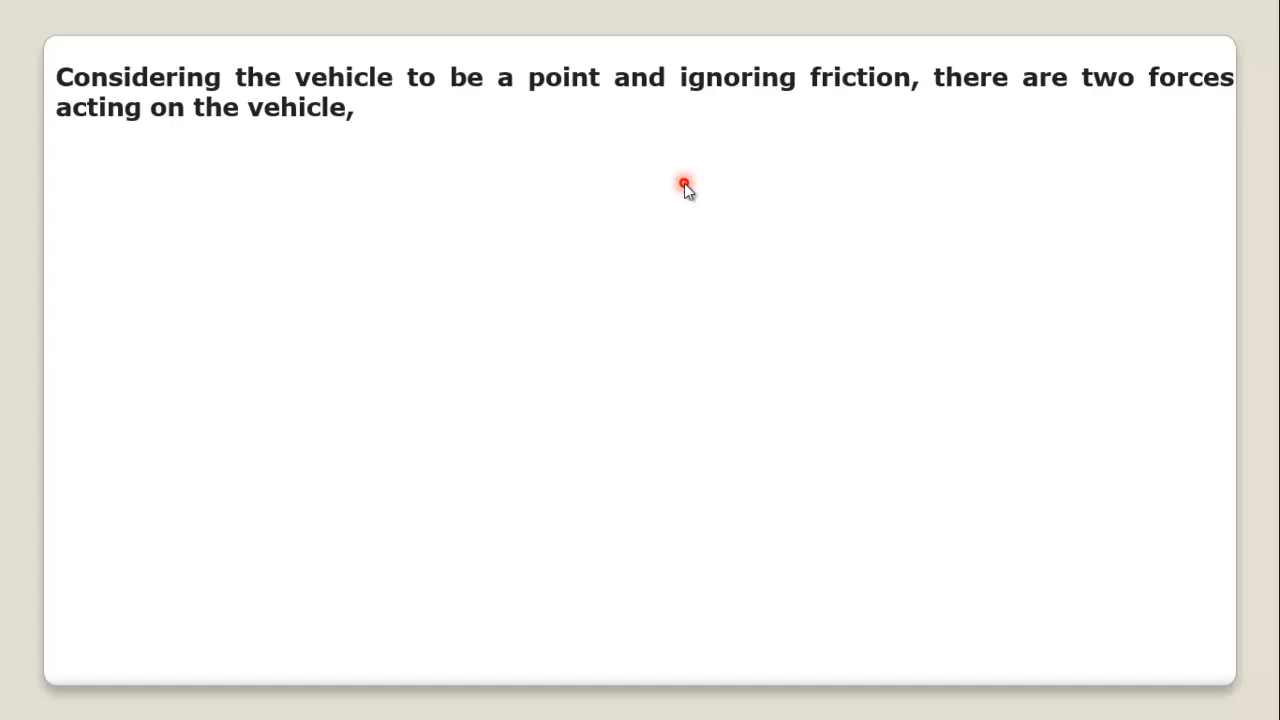 Considering the vehicle to be a point and ignoring friction, there are two forces
acting on the vehicle,